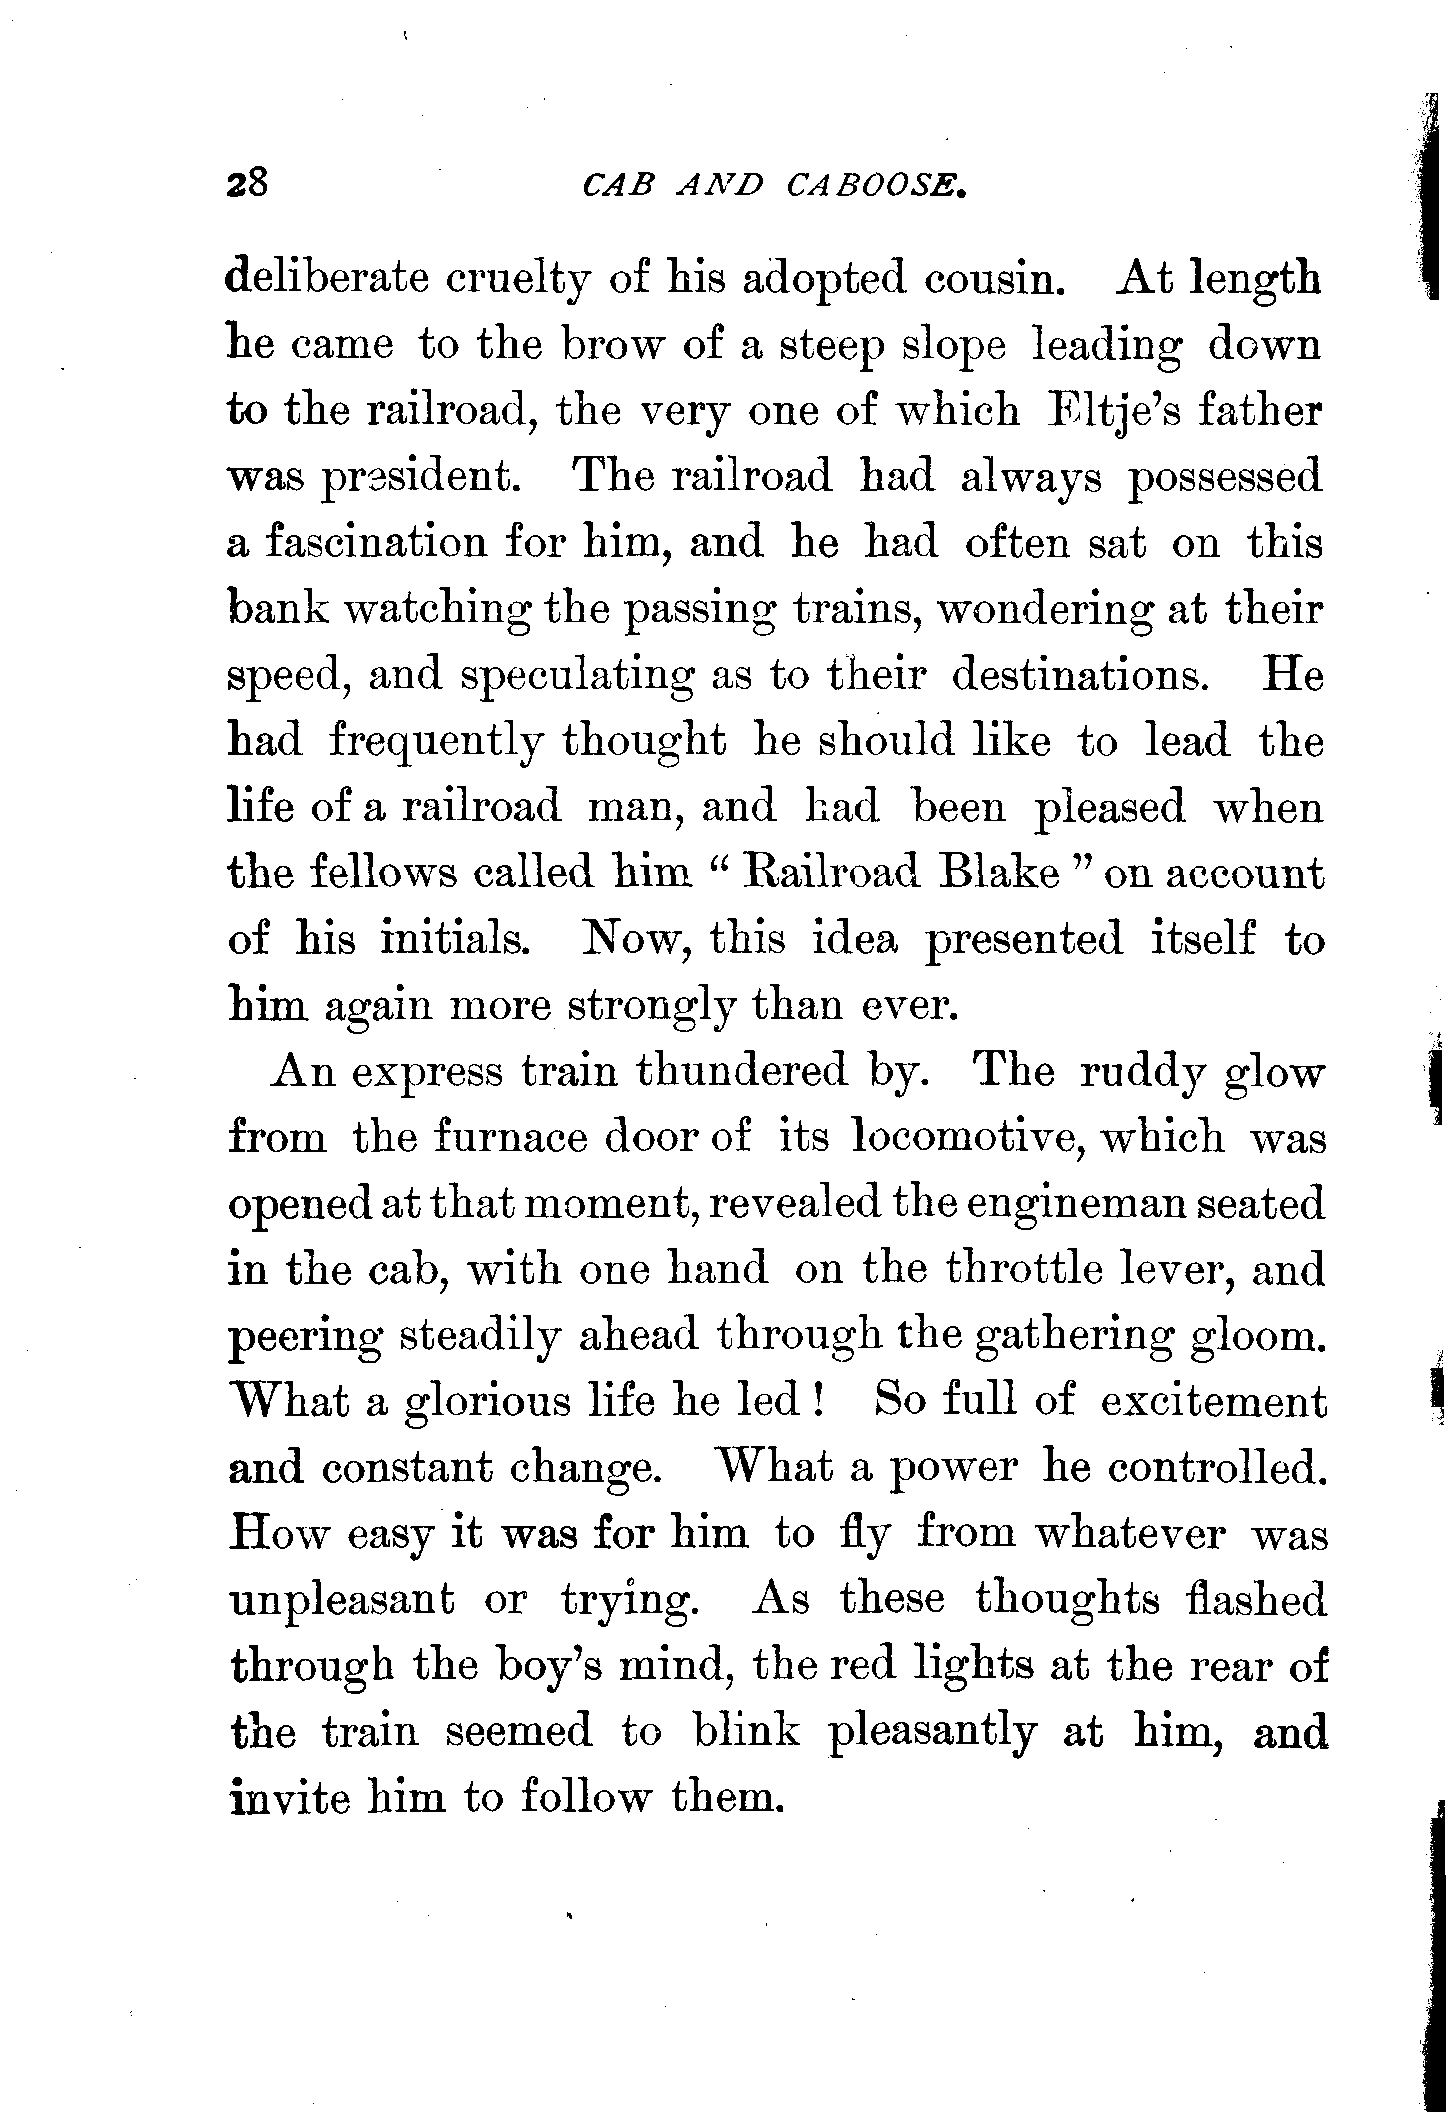 28 CAB AND CABOOSE.
deliberate cruelty of his adopted cousin. At length
he came to the brow of a steep slope leading down
to the railroad, the very one of which Eltje's father
was president. The railroad had always possessed
a fascination for him, and he had often sat on this
bank watching the passing trains, wondering at their
speed, and speculating as to their destinations. He
had frequently thought he should like to lead the
life of a railroad man, and had been pleased when
the fellows called him “ Railroad Blake ” on account
of his initials. Now, this idea presented itself to
him again more strongly than ever.
An express train thundered by. The ruddy glow
from the furnace door of its locomotive, which was
opened at that moment, revealed the engineman seated
in the cab, with one hand on the throttle lever, and
peering steadily ahead through the gathering gloom.
What a glorious life he led ! So full of excitement
and constant change. What a power he controlled.
How easy it was for him to fly from whatever was
unpleasant or trying. As these thoughts flashed
through the boy's mind, the red lights at the rear of
the train seemed to blink pleasantly at him, and
invite him to follow them.